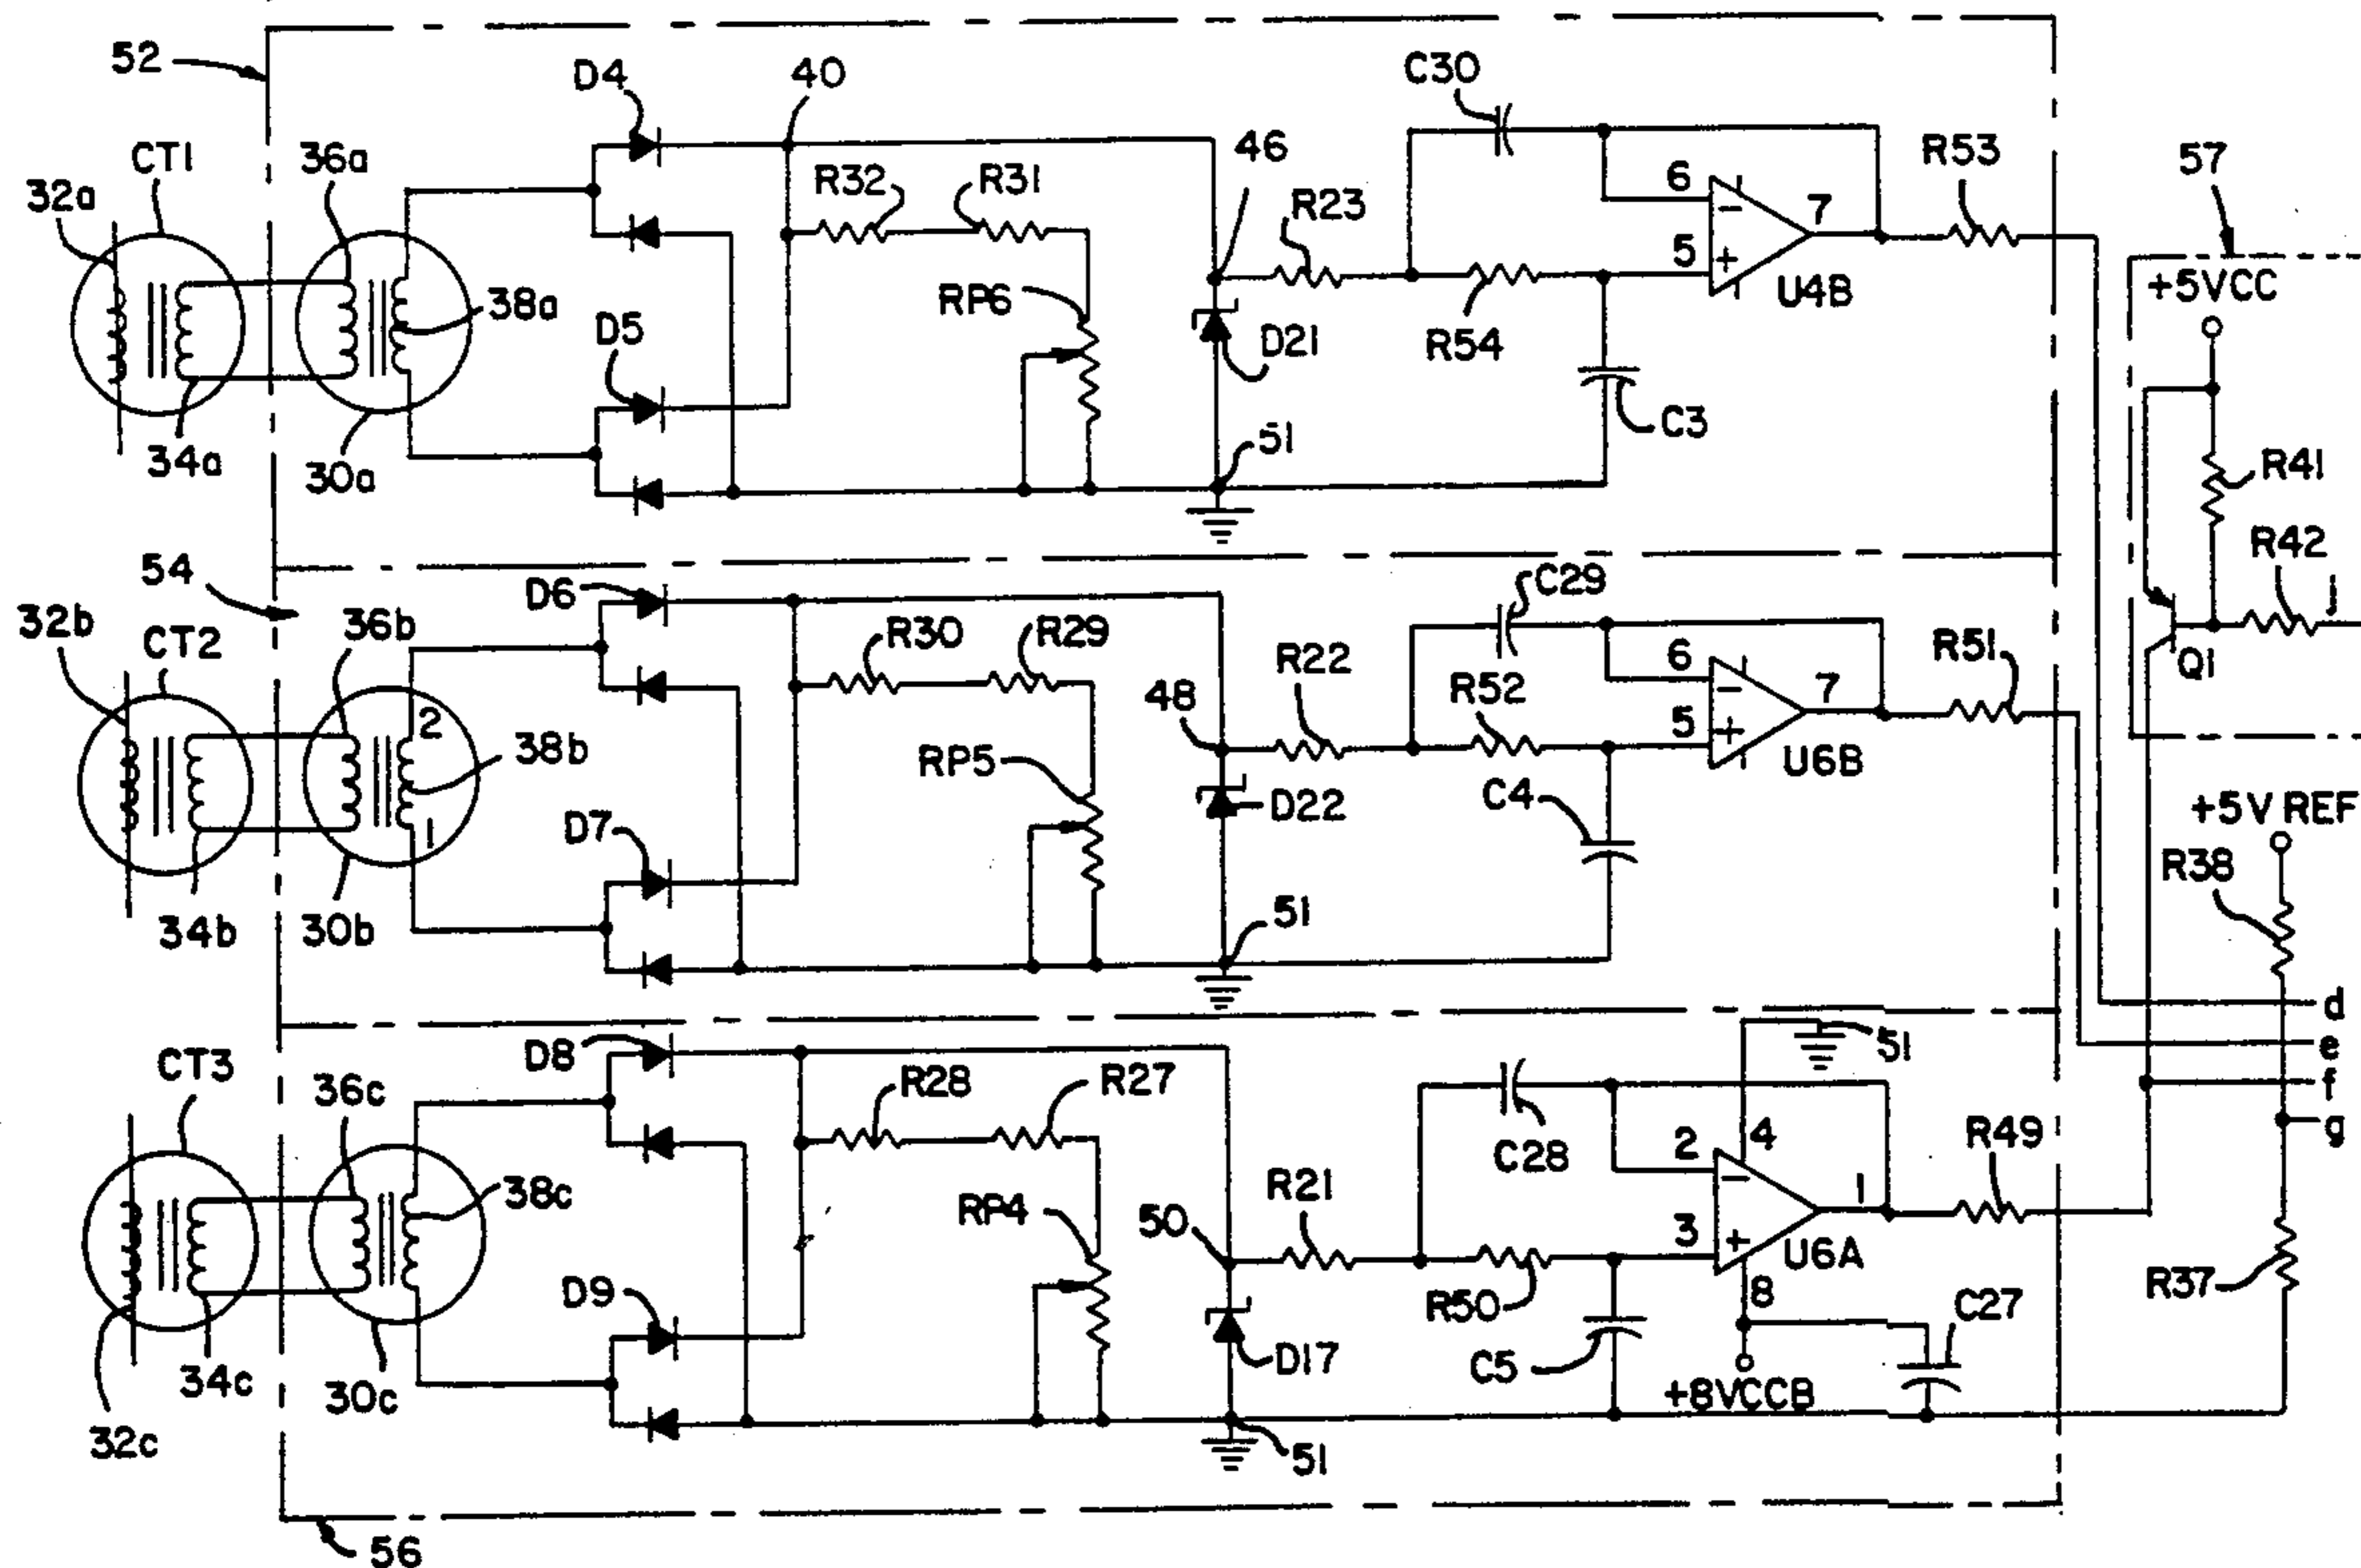 52
D4
40
C30
CT1
36a
R32
R31
46
R53
57
32a
R23
6
7
+5VCC
38a
RP6
5
U4B
D5
R54
D21
34a
30a
51
C3
R41
R42
J
54
D6
C29
32b
CT2
36b
R30
R29
R22
6
R51
Q1
2
48
R52
7
38b
RP5
5
U6B
C4
D22
+5V REF
D7
1
R38
34b
30b
51
d
D8
51
e
CT3
36c
R28
R27
f
C28
2
4
R49
g
38c
R21
RP4
50
3
1
U6A
D9
R50
8
C27
R37
34c
30c
D17
C5
+8VCCB
32c
51
56